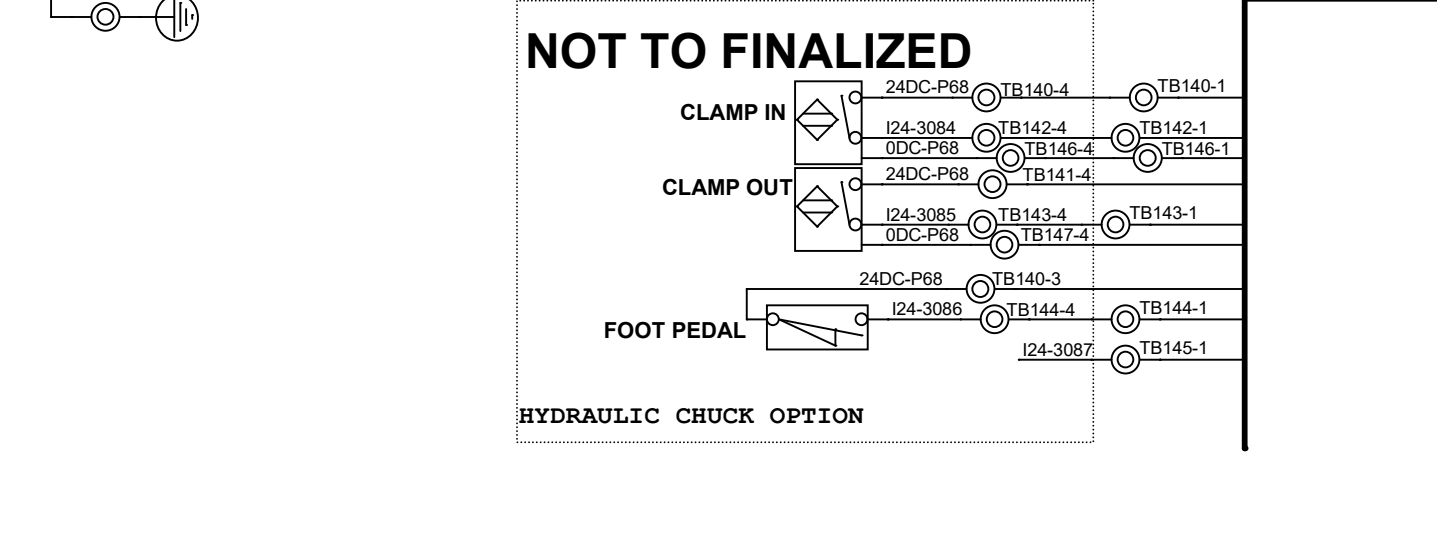 NOT TO FINALIZED
CLAMP IN
24DC-P68 TB140-4 TB140-1
I24-3084 TB142-4 TB142-1
0DC-P68 TB146-4 TB146-1
CLAMP OUT
24DC-P68 TB141-4
I24-3085 TB143-4 TB143-1
0DC-P68 TB147-4
24DC-P68 TB140-3
FOOT PEDAL
I24-3086 TB144-4 TB144-1
I24-3087 TB145-1
HYDRAULIC CHUCK OPTION